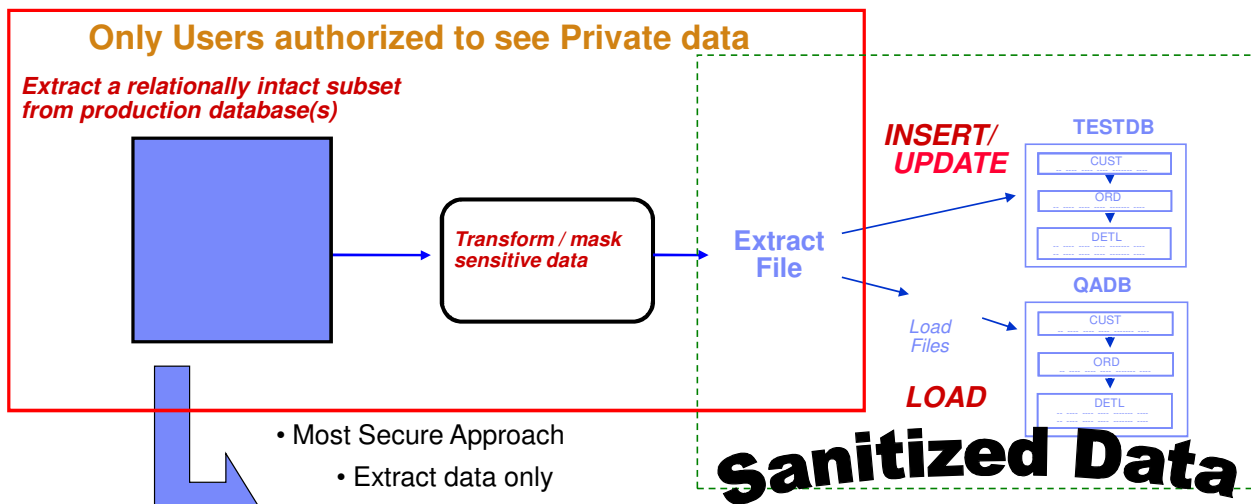 Only Users authorized to see Private data
Extract a relationally intact subset
from production database(s)
Transform / mask
sensitive data
Extract
File
INSERT/
UPDATE
TESTDB
CUST
ORD
DETL
QADB
CUST
ORD
DETL
Load
Files
LOAD
• Most Secure Approach
• Extract data only
Sanitized Data